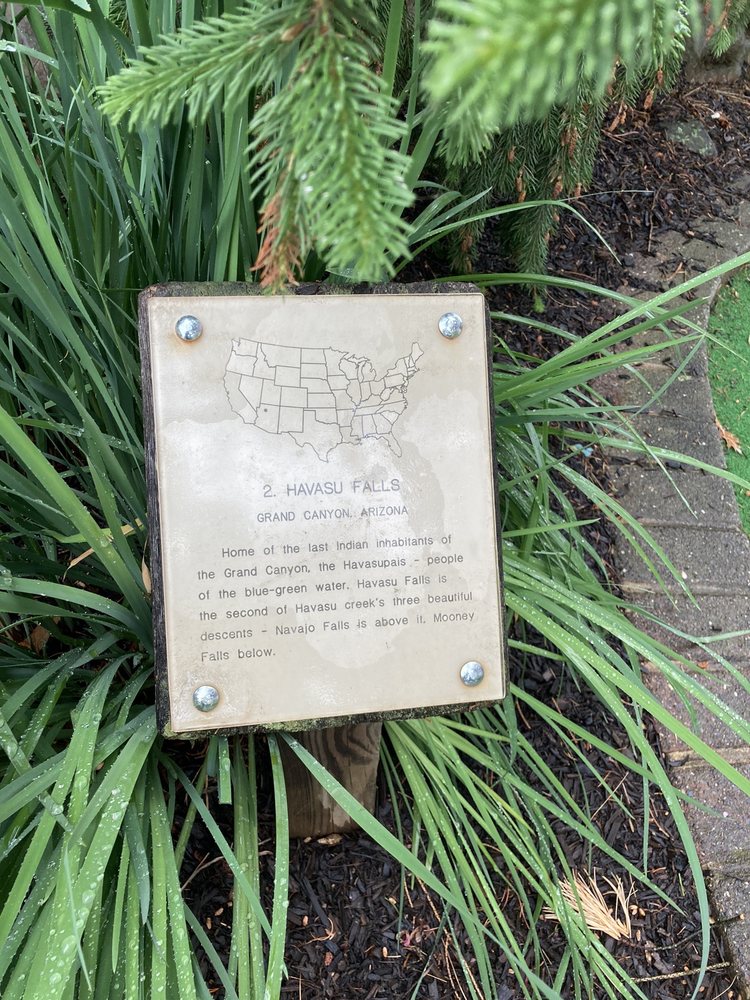 2. HAVASU FALLS
GRAND CANYON, ARIZONA
Home of the last Indian inhabitants of
the Grand Canyon, the Havasupais - people
of the blue-green water. Havasu Falls is
the second of Havasu creek's three beautiful
descents - Navajo Falls is above it. Mooney
Falls below.